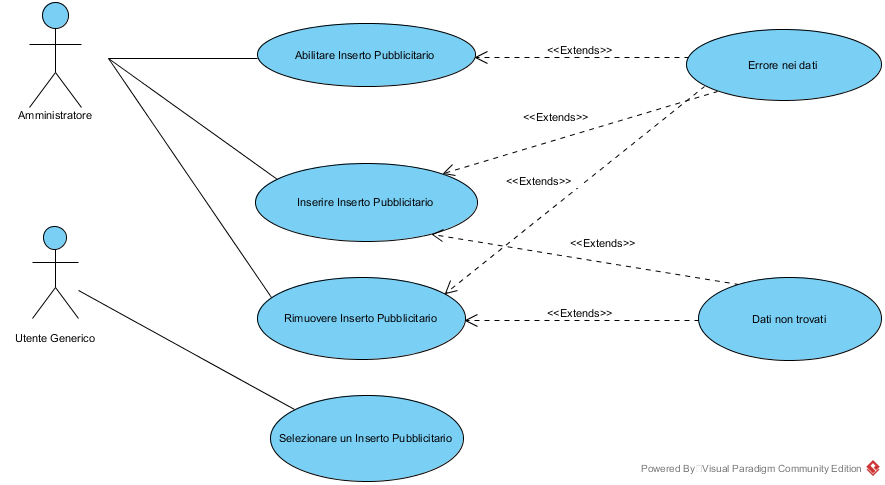 Abilitare Inserto Pubblicitario
<<Extends>>
Errore nei dati
Amministratore
<<Extends>>
<<Extends>>
Inserire Inserto Pubblicitario
<<Extends>>
Rimuovere Inserto Pubblicitario
<<Extends>>
Dati non trovati
Utente Generico
Selezionare un Inserto Pubblicitario
Powered By Visual Paradigm Community Edition